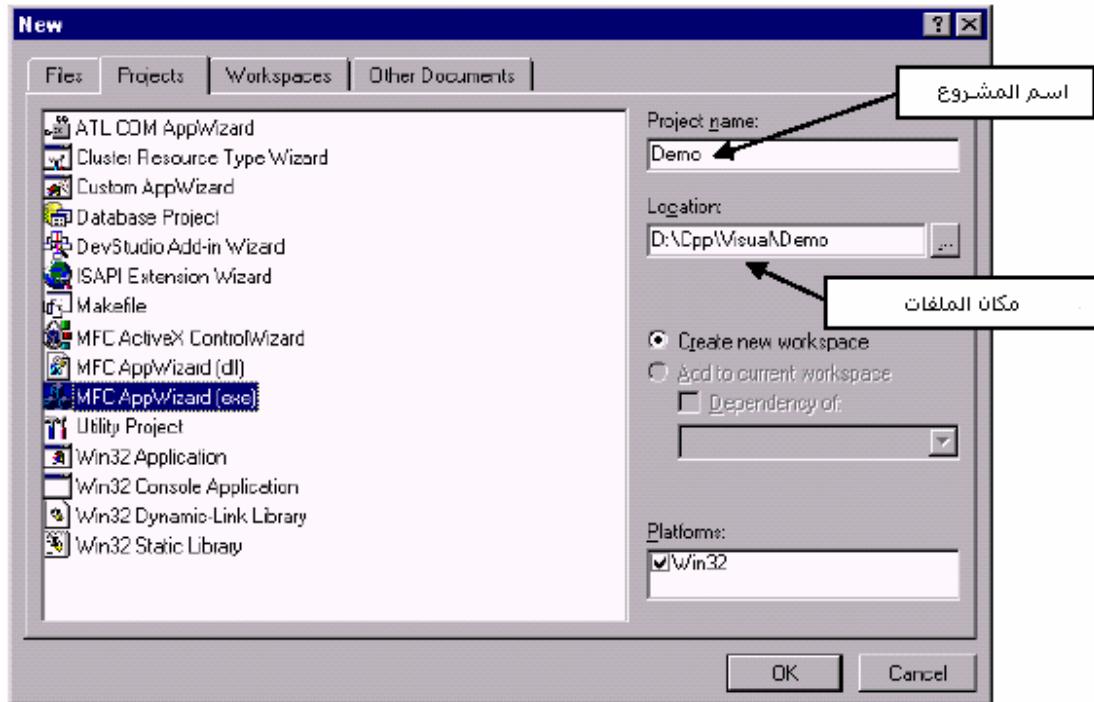 New
Files Projects Workspaces Other Documents
ATL COM AppWizard
Cluster Resource Type Wizard
Custom AppWizard
Database Project
DevStudio Add-in Wizard
ISAPI Extension Wizard
Makefile
MFC ActiveX ControlWizard
MFC AppWizard (dll)
MFC AppWizard (exe)
Utility Project
Win32 Application
Win32 Console Application
Win32 Dynamic-Link Library
Win32 Static Library
اسم المشروع
Project name:
Demo
Location:
D:\Cpp\Visual\Demo
...
مكان الملفات
Create new workspace
Add to current workspace
Dependency of:
Platforms:
Win32
OK Cancel